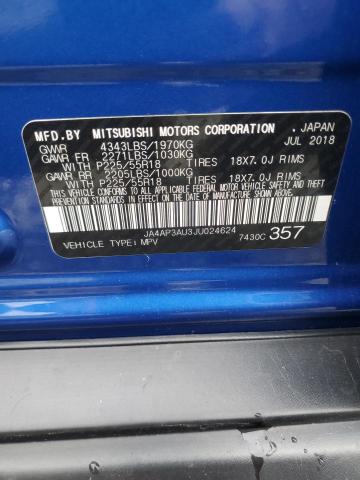 MFD.BY MITSUBISHI MOTORS CORPORATION . JAPAN
GVWR 4343LBS/1970KG JUL 2018
GAWR FR 2271LBS/1030KG
WITH P225/55R18 TIRES 18X7.0J RIMS
GAWR RR 2205LBS/1000KG
WITH P225/55R18 TIRES 18X7.0J RIMS
THIS VEHICLE CONFORMS TO ALL APPLICABLE FEDERAL MOTOR VEHICLE SAFETY, BUMPER AND THEFT
PREVENTION STANDARDS IN EFFECT ON THE DATE OF MANUFACTURE SHOWN ABOVE.
JA4AP3AU3JU024624
VEHICLE TYPE: MPV 7430C 357